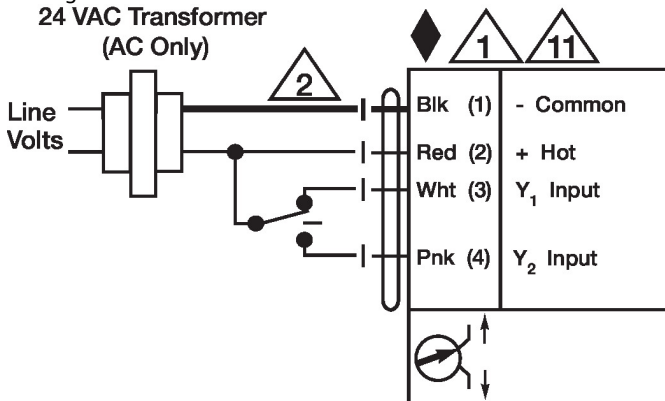 24 VAC Transformer
(AC Only)
1 11
2
Line
Volts
Blk (1) - Common
Red (2) + Hot
Wht (3) Y1 Input
Pnk (4) Y2 Input